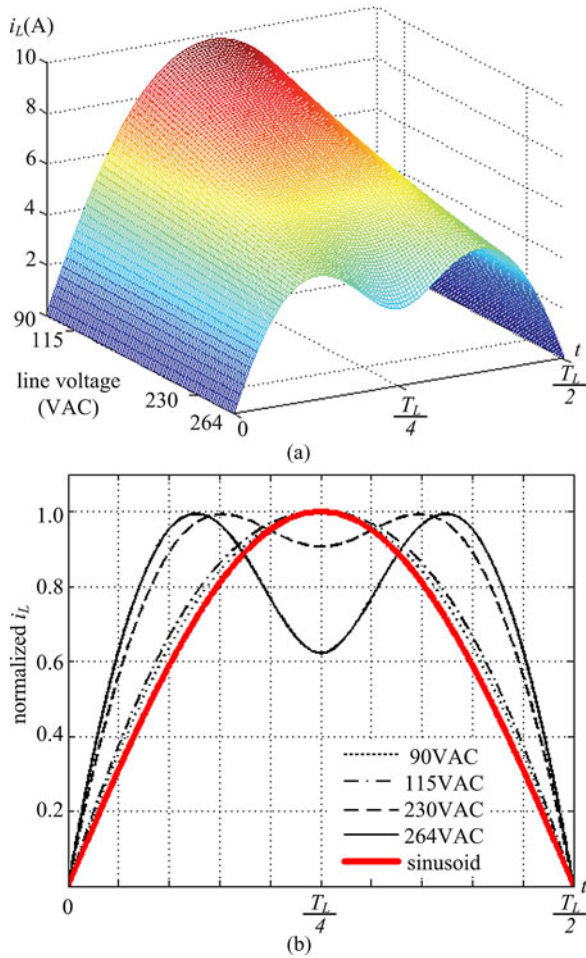 i_L(A)
10
8
6
4
2
90
115
line voltage
(VAC)
230
264
0
T_L
4
t
T_L
2
(a)
normalized i_L
1.0
0.8
0.6
0.4
0.2
90VAC
115VAC
230VAC
264VAC
sinusoid
0
T_L
4
t
T_L
2
(b)